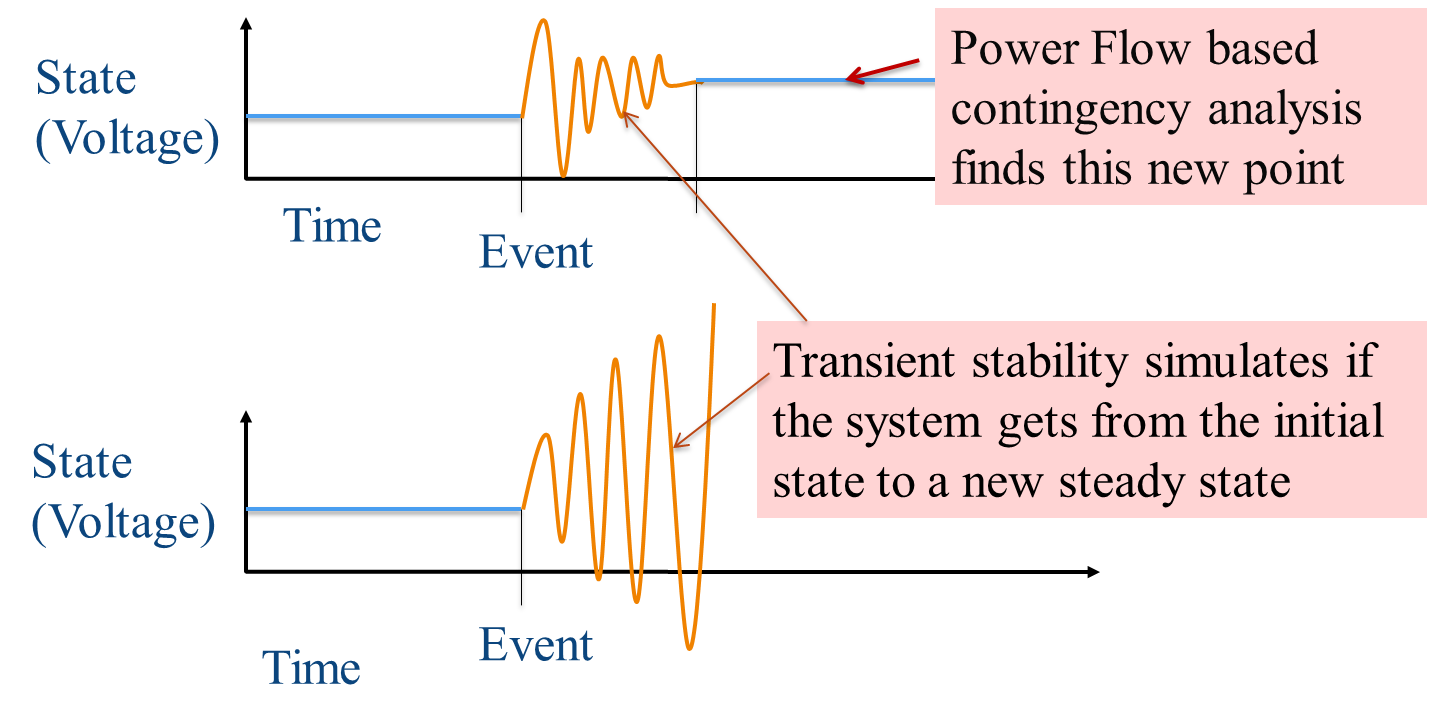 State
(Voltage)
Time
Event
Power Flow based
contingency analysis
finds this new point
Transient stability simulates if
the system gets from the initial
state to a new steady state
State
(Voltage)
Time
Event